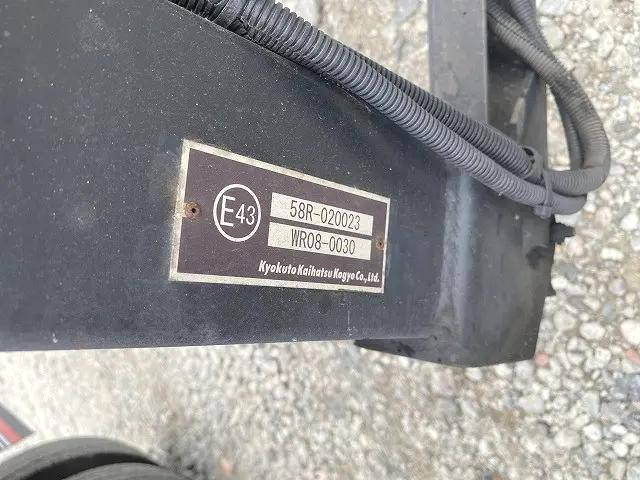 E43
58R-020023
WR08-0030
Kyokuto Kaihatsu Kogyo Co., Ltd.